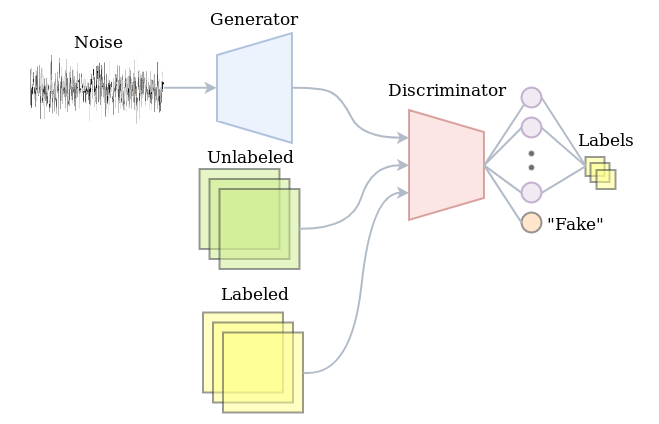 Generator
Noise
Discriminator
Labels
Unlabeled
"Fake"
Labeled